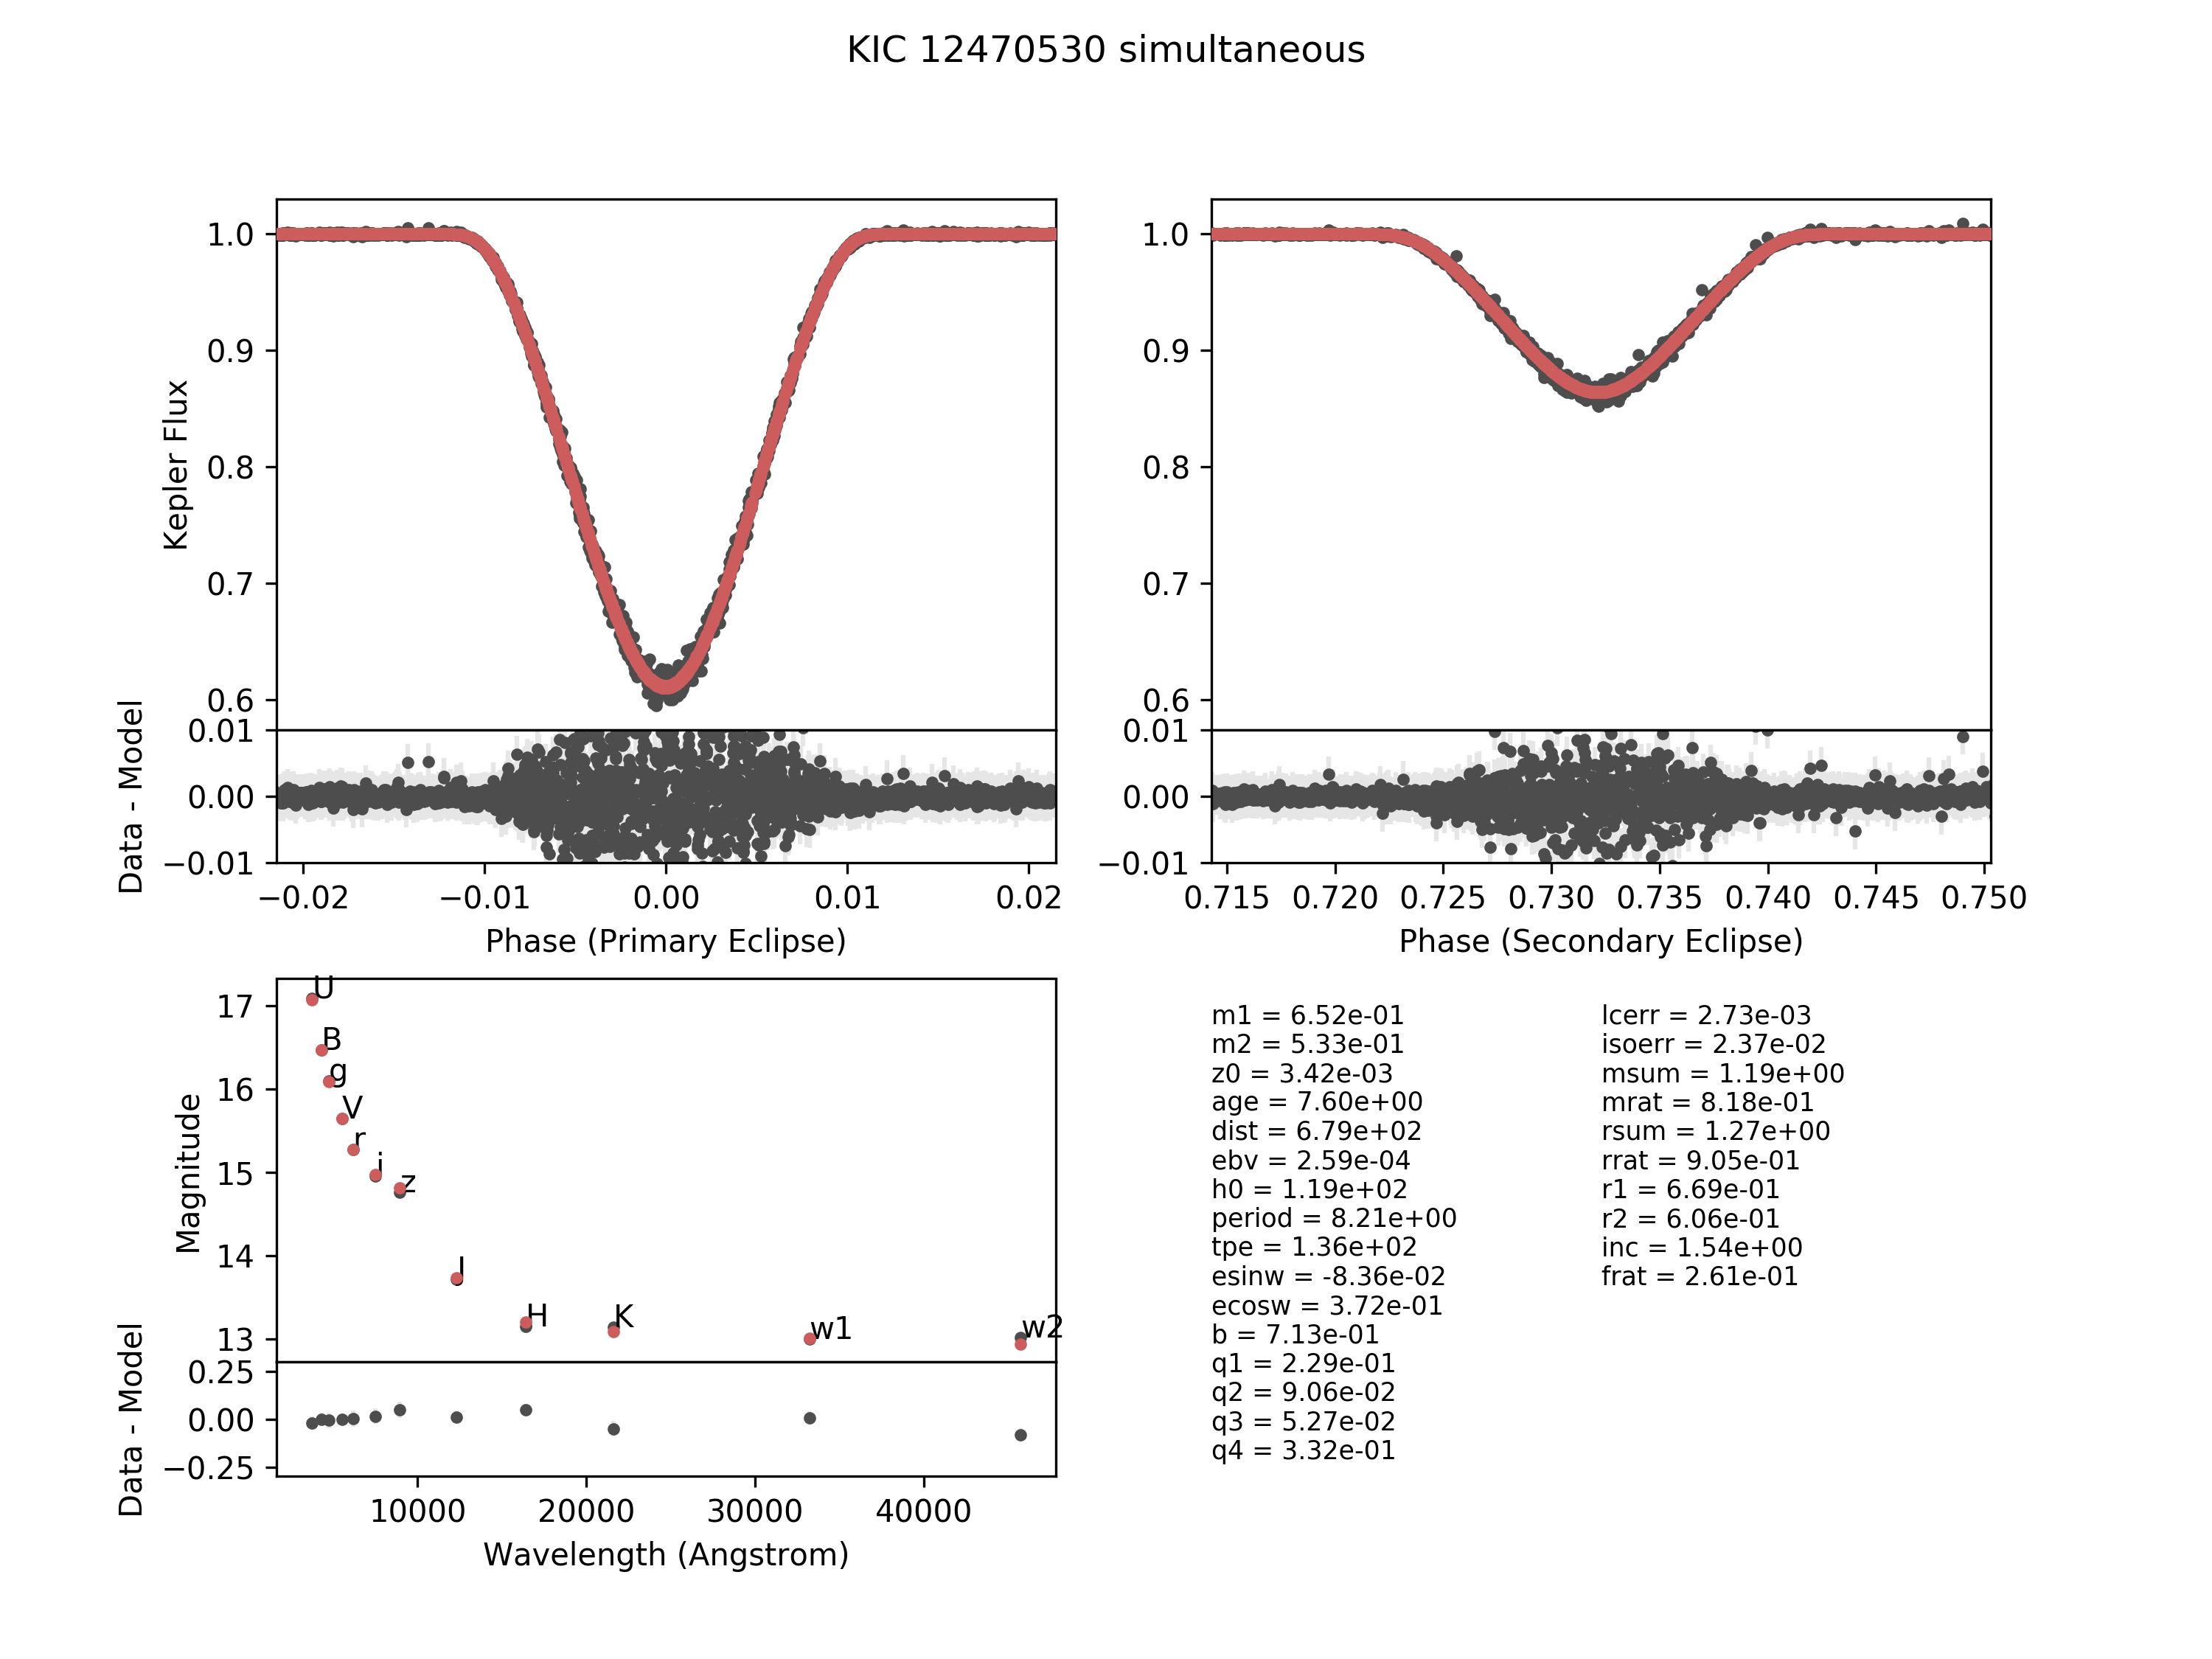 KIC 12470530 simultaneous
Kepler Flux
1.0
0.9
0.8
0.7
0.6
Data - Model
0.01
0.00
−0.01
−0.02 −0.01 0.00 0.01 0.02
Phase (Primary Eclipse)
1.0
0.9
0.8
0.7
0.6
0.01
0.00
−0.01
0.715 0.720 0.725 0.730 0.735 0.740 0.745 0.750
Phase (Secondary Eclipse)
Magnitude
17
16
15
14
13
U
B
g
V
r
i
z
J
H
K
w1
w2
Data - Model
0.25
0.00
−0.25
10000 20000 30000 40000
Wavelength (Angstrom)
m1 = 6.52e-01
m2 = 5.33e-01
z0 = 3.42e-03
age = 7.60e+00
dist = 6.79e+02
ebv = 2.59e-04
h0 = 1.19e+02
period = 8.21e+00
tpe = 1.36e+02
esinw = -8.36e-02
ecosw = 3.72e-01
b = 7.13e-01
q1 = 2.29e-01
q2 = 9.06e-02
q3 = 5.27e-02
q4 = 3.32e-01
lcerr = 2.73e-03
isoerr = 2.37e-02
msum = 1.19e+00
mrat = 8.18e-01
rsum = 1.27e+00
rrat = 9.05e-01
r1 = 6.69e-01
r2 = 6.06e-01
inc = 1.54e+00
frat = 2.61e-01